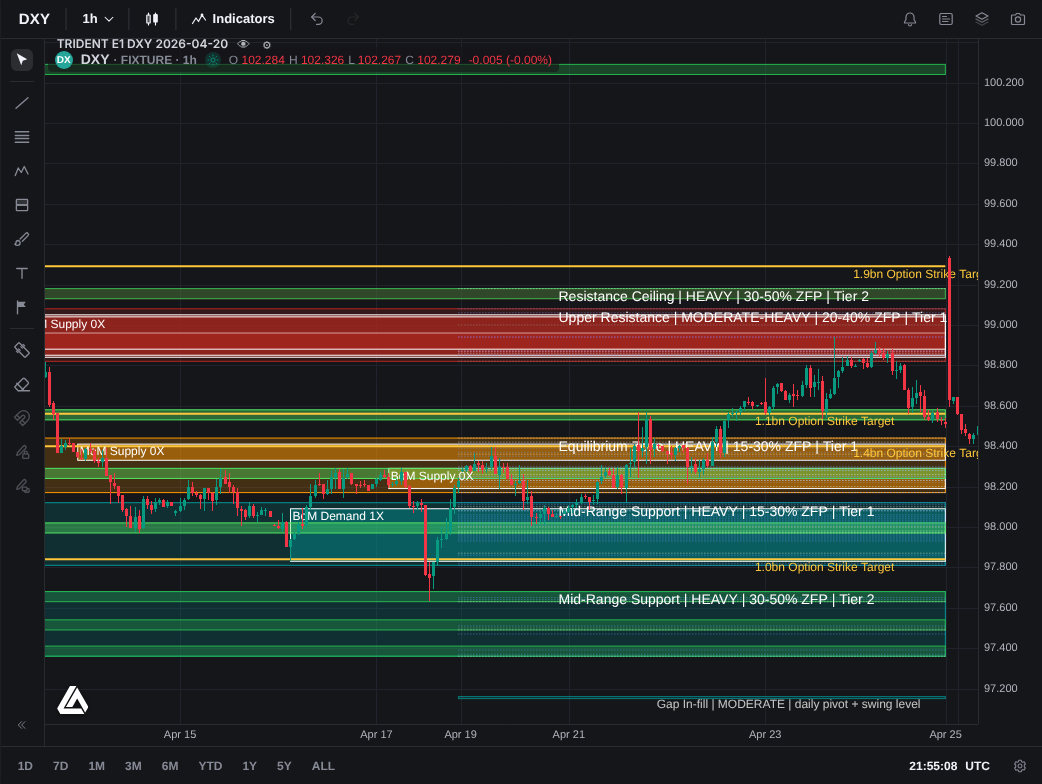 DXY 1h Indicators
TRIDENT E1 DXY 2026-04-20
DX DXY · FIXTURE · 1h O 102.284 H 102.326 L 102.267 C 102.279 -0.005 (-0.00%)
100.200
100.000
99.800
99.600
99.400
1.9bn Option Strike Targ
99.200
Resistance Ceiling | HEAVY | 30-50% ZFP | Tier 2
Upper Resistance | MODERATE-HEAVY | 20-40% ZFP | Tier 1
Supply 0X
99.000
98.800
98.600
1.1bn Option Strike Target
98.400
Equilibrium Zone | HEAVY | 15-30% ZFP | Tier 1
Supply 0X
1.4bn Option Strike Targ
BoM Supply 0X
98.200
Mid-Range Support | HEAVY | 15-30% ZFP | Tier 1
BoM Demand 1X
98.000
97.800
1.0bn Option Strike Target
Mid-Range Support | HEAVY | 30-50% ZFP | Tier 2
97.600
97.400
97.200
Gap In-fill | MODERATE | daily pivot + swing level
Apr 15 Apr 17 Apr 19 Apr 21 Apr 23 Apr 25
1D 7D 1M 3M 6M YTD 1Y 5Y ALL 21:55:08 UTC